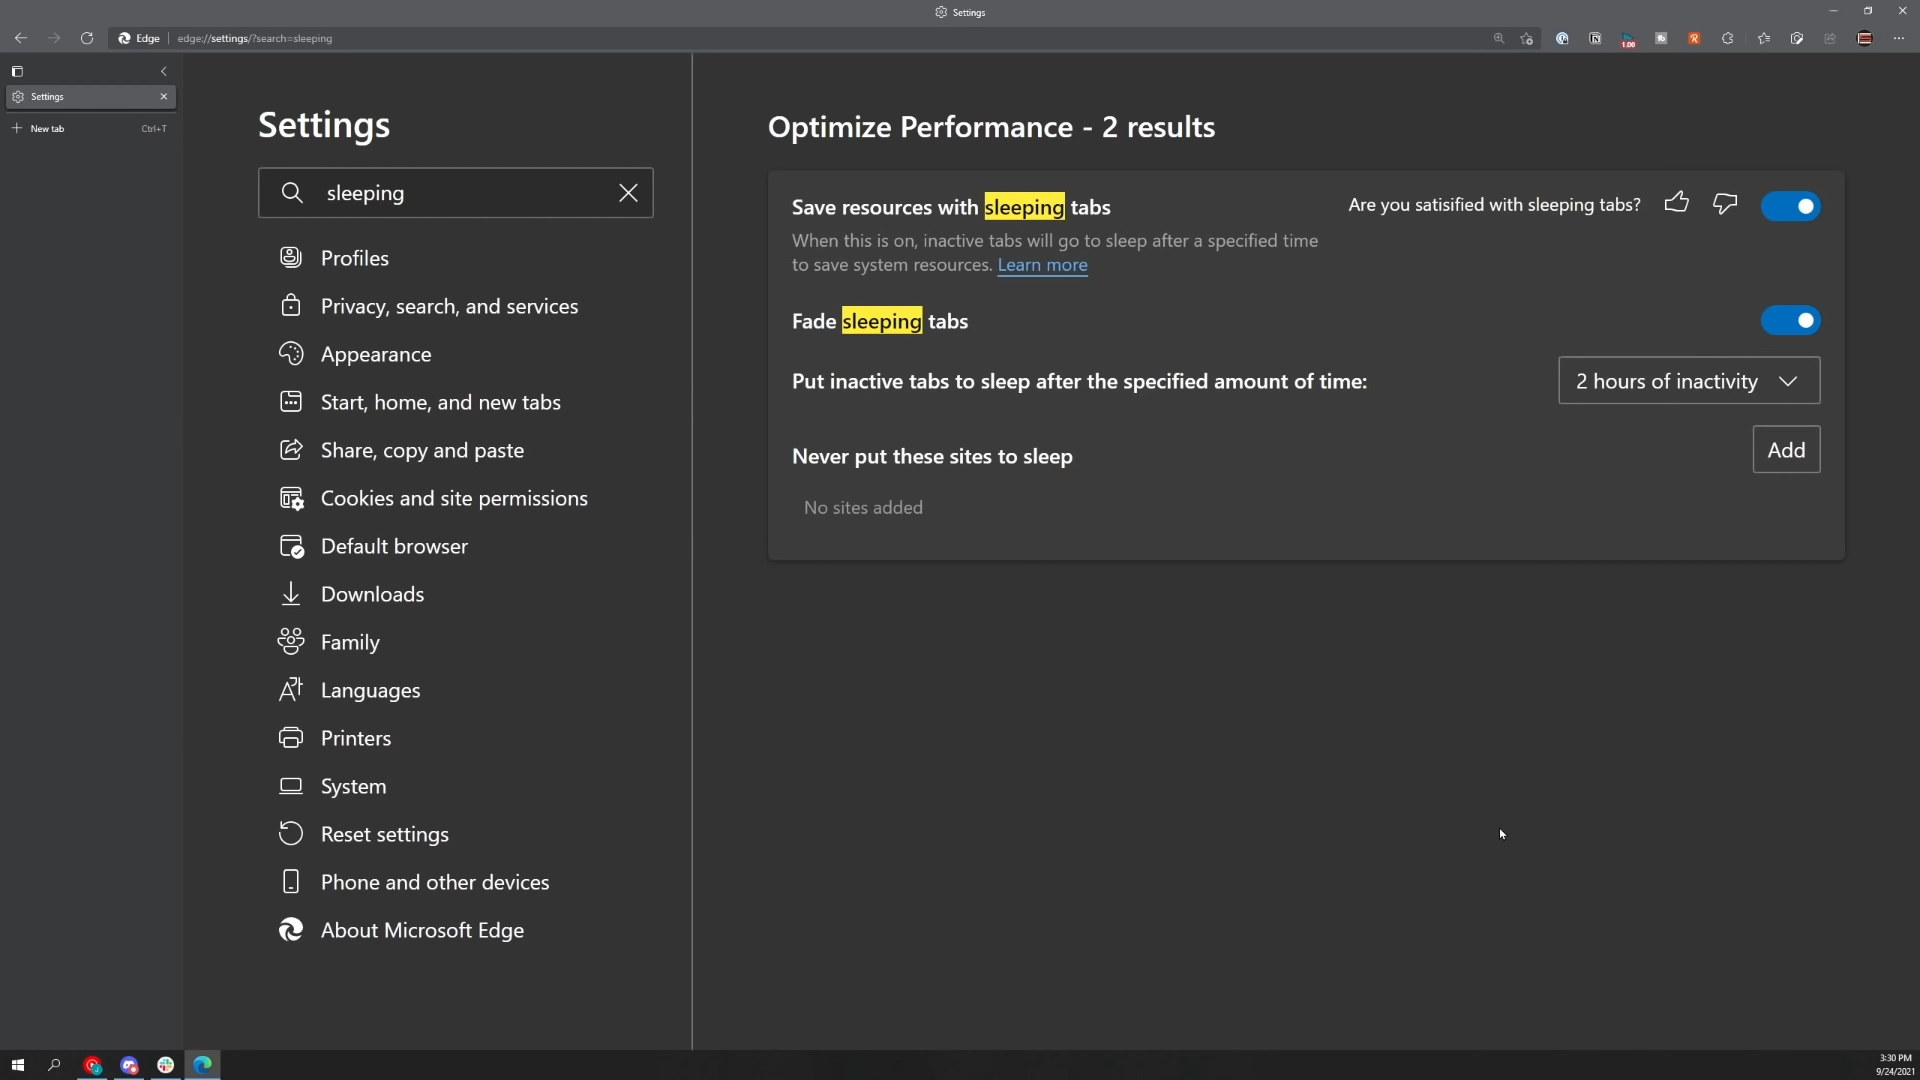 Settings
Edge
edge://settings/?search=sleeping
1.00
Settings
New tab
Ctrl+T
Settings
sleeping
Profiles
Privacy, search, and services
Appearance
Start, home, and new tabs
Share, copy and paste
Cookies and site permissions
Default browser
Downloads
Family
Languages
Printers
System
Reset settings
Phone and other devices
About Microsoft Edge
Optimize Performance - 2 results
Save resources with sleeping tabs
Are you satisfied with sleeping tabs?
When this is on, inactive tabs will go to sleep after a specified time
to save system resources. Learn more
Fade sleeping tabs
Put inactive tabs to sleep after the specified amount of time:
2 hours of inactivity
Never put these sites to sleep
Add
No sites added
3:30 PM
9/24/2021